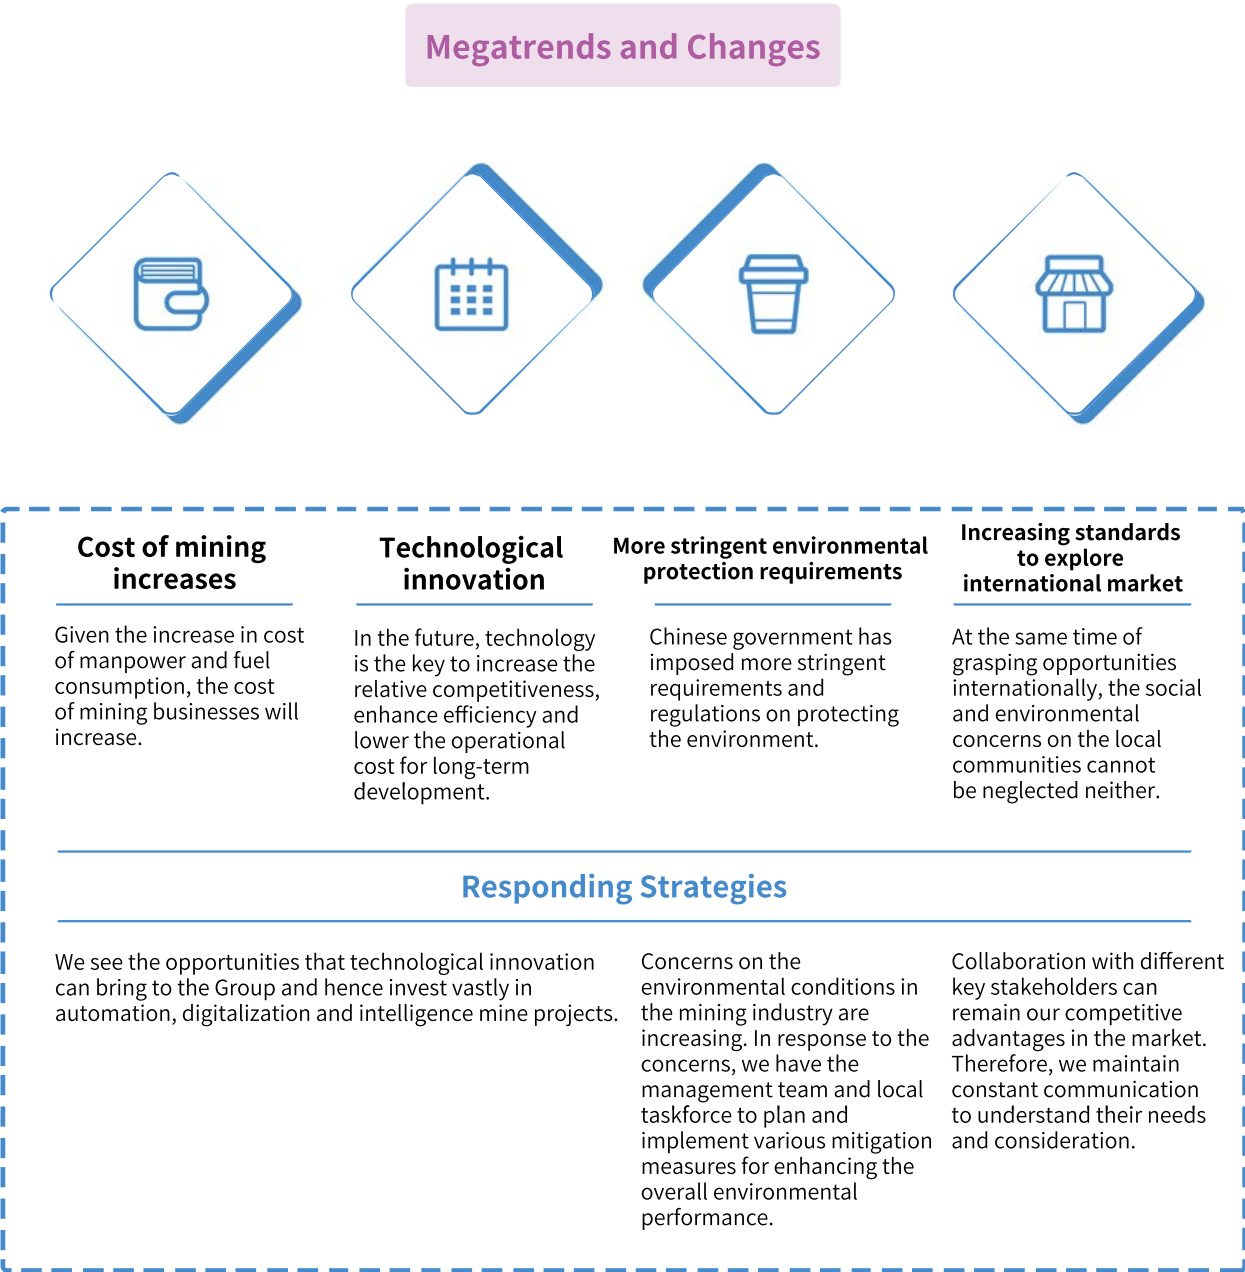 Megatrends and Changes
Cost of mining
increases
Given the increase in cost
of manpower and fuel
consumption, the cost
of mining businesses will
increase.
Technological
innovation
In the future, technology
is the key to increase the
relative competitiveness,
enhance efficiency and
lower the operational
cost for long-term
development.
More stringent environmental
protection requirements
Chinese government has
imposed more stringent
requirements and
regulations on protecting
the environment.
Increasing standards
to explore
international market
At the same time of
grasping opportunities
internationally, the social
and environmental
concerns on the local
communities cannot
be neglected neither.
Responding Strategies
We see the opportunities that technological innovation
can bring to the Group and hence invest vastly in
automation, digitalization and intelligence mine projects.
Concerns on the
environmental conditions in
the mining industry are
increasing. In response to the
concerns, we have the
management team and local
taskforce to plan and
implement various mitigation
measures for enhancing the
overall environmental
performance.
Collaboration with different
key stakeholders can
remain our competitive
advantages in the market.
Therefore, we maintain
constant communication
to understand their needs
and consideration.